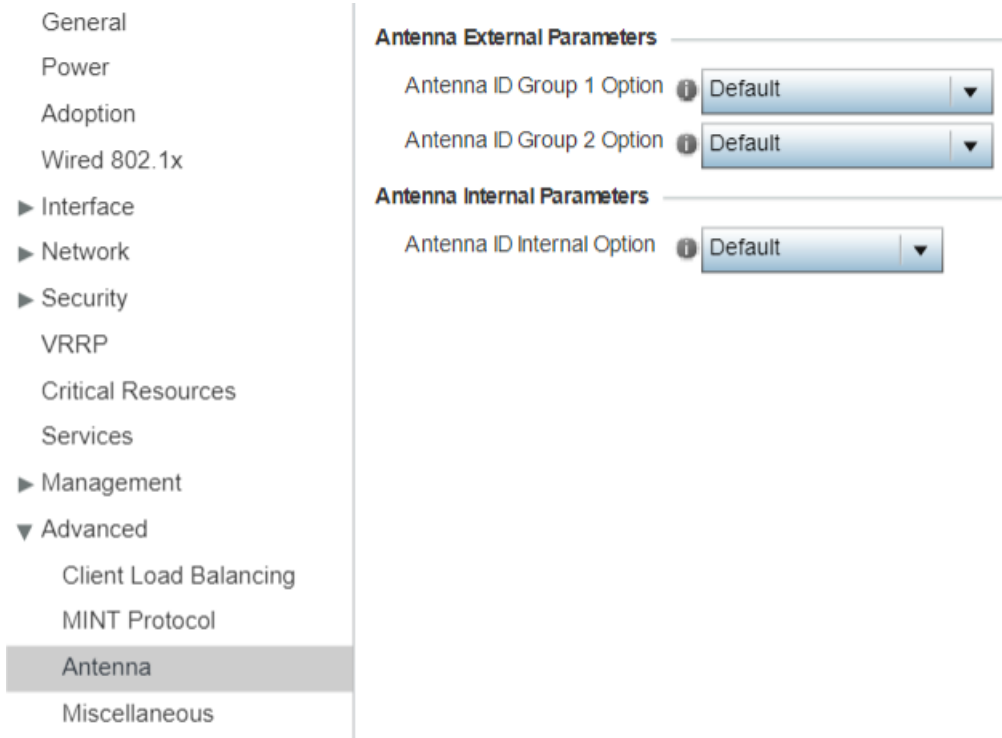 General
Power
Adoption
Wired 802.1x
Interface
Network
Security
VRRP
Critical Resources
Services
Management
Advanced
Client Load Balancing
MINT Protocol
Antenna
Miscellaneous
Antenna External Parameters
Antenna ID Group 1 Option Default
Antenna ID Group 2 Option Default
Antenna Internal Parameters
Antenna ID Internal Option Default